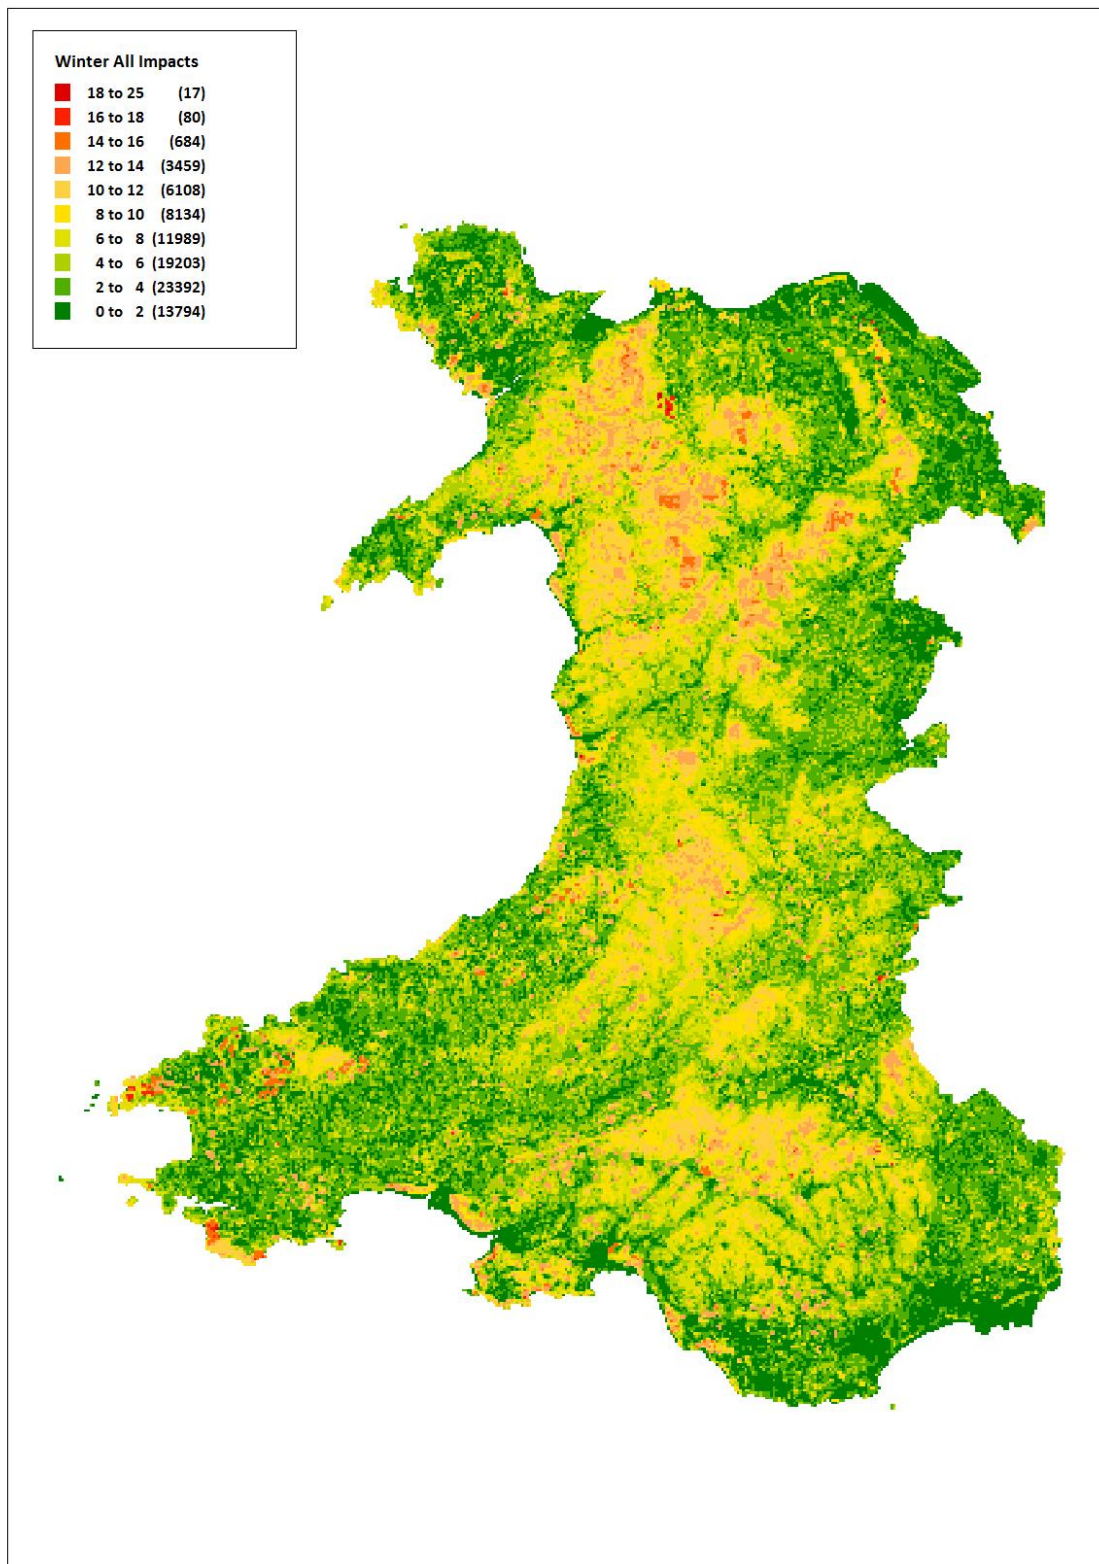 Winter All Impacts
18 to 25 (17)
16 to 18 (80)
14 to 16 (684)
12 to 14 (3459)
10 to 12 (6108)
8 to 10 (8134)
6 to 8 (11989)
4 to 6 (19203)
2 to 4 (23392)
0 to 2 (13794)